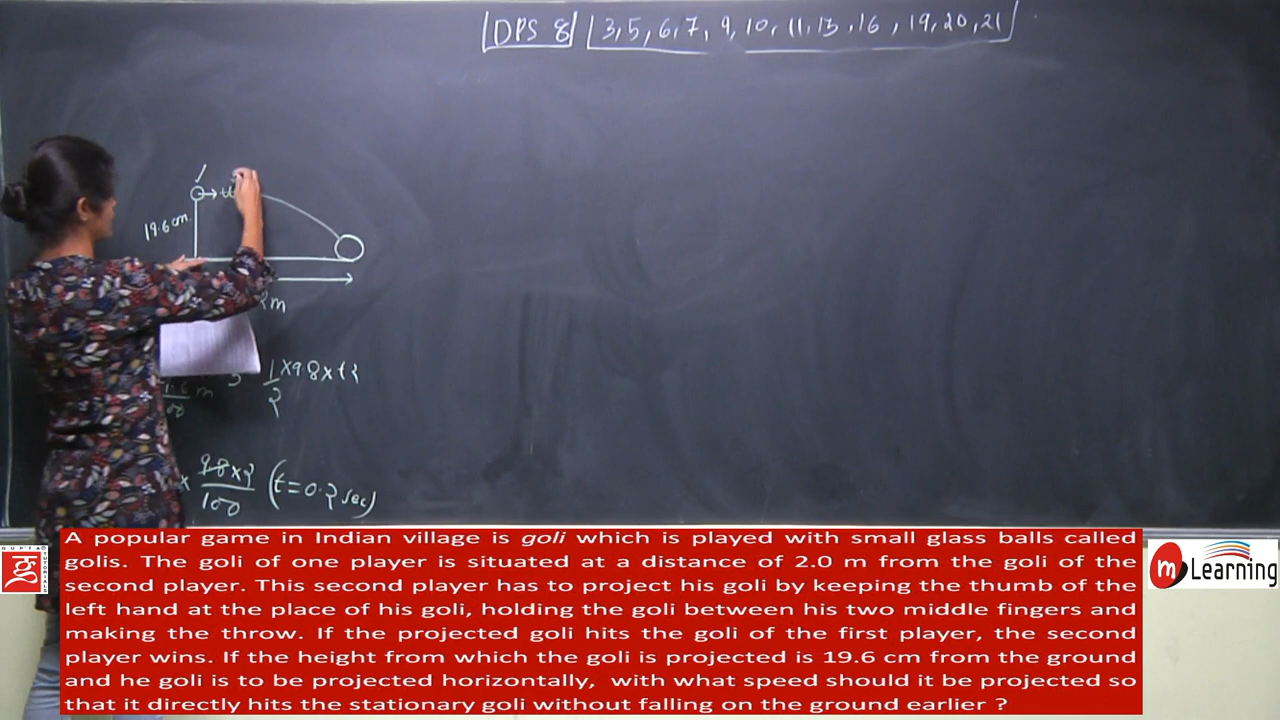 DPS 8 3, 5, 6, 7, 9, 10, 11, 13, 16, 19, 20, 21
19.6 cm.
2 m
m = 1/2 × 9.8 × t2
100
× 9.8×2/100 (t = 0.2 sec)
A popular game in Indian village is goli which is played with small glass balls called
golis. The goli of one player is situated at a distance of 2.0 m from the goli of the
second player. This second player has to project his goli by keeping the thumb of the
left hand at the place of his goli, holding the goli between his two middle fingers and
making the throw. If the projected goli hits the goli of the first player, the second
player wins. If the height from which the goli is projected is 19.6 cm from the ground
and he goli is to be projected horizontally, with what speed should it be projected so
that it directly hits the stationary goli without falling on the ground earlier ?
GUPTA
TUTORIALS
m Learning